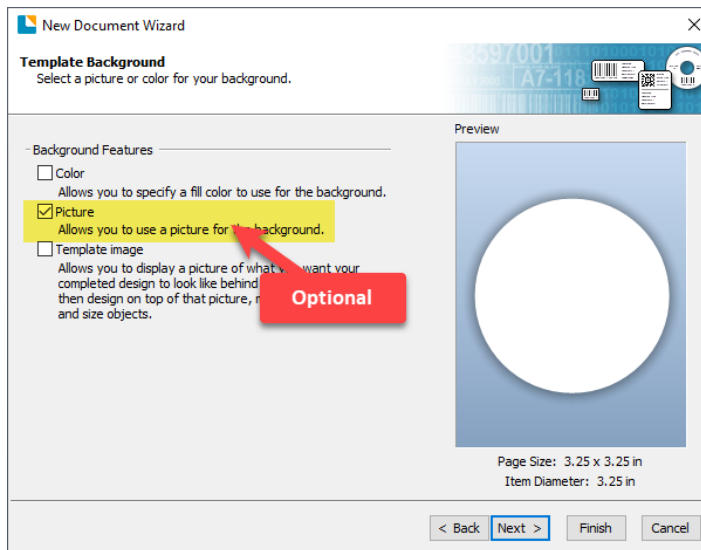 New Document Wizard
3597001
A7-118
Template Background
Select a picture or color for your background.
Preview
Background Features
Color
Allows you to specify a fill color to use for the background.
Picture
Allows you to use a picture for the background.
Template image
Allows you to display a picture of what you want your
completed design to look like behind
then design on top of that picture,
and size objects.
Optional
Page Size: 3.25 x 3.25 in
Item Diameter: 3.25 in
< Back
Next >
Finish
Cancel